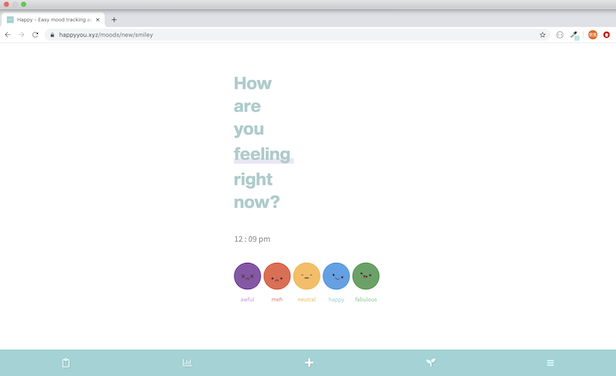 Happy - Easy mood tracking a
happyyou.xyz/moods/new/smiley
How
are
you
feeling
right
now?
12 : 09 pm
awful meh neutral happy fabulous